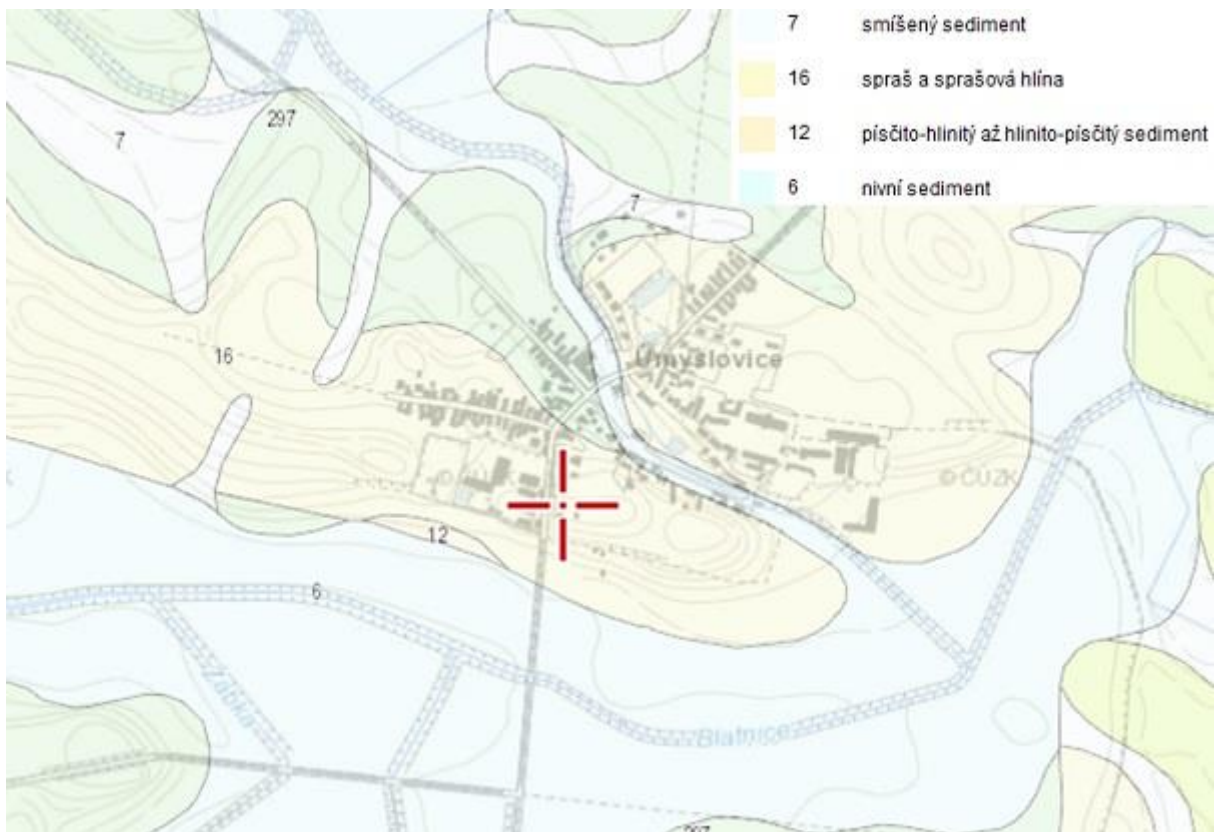 7 smíšený sediment
16 spraš a sprašová hlína
12 písčito-hlinitý až hlinito-písčitý sediment
6 nivní sediment
297
7
7
Úmyslovice
16
© ČÚZK
12
6
Blatnice